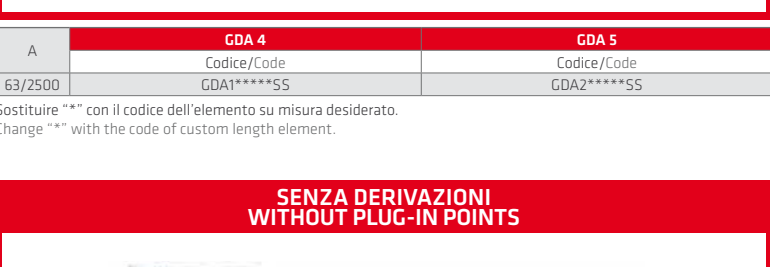 A GDA 4 GDA 5
Codice/Code Codice/Code
63/2500 GDA1*****SS GDA2*****SS
Sostituire “*” con il codice dell’elemento su misura desiderato.
Change “*” with the code of custom length element.
SENZA DERIVAZIONI
WITHOUT PLUG-IN POINTS